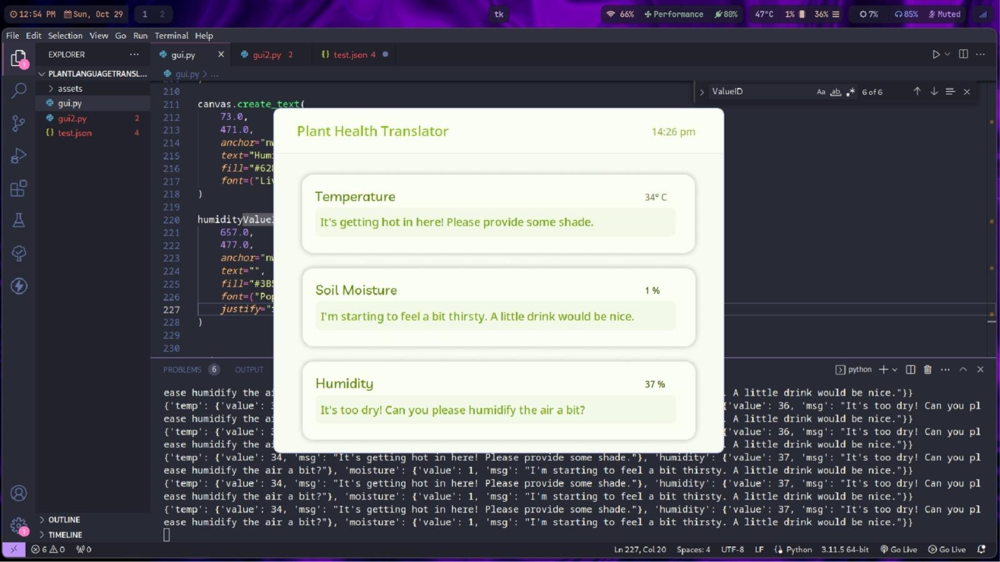 12:54 PM Sun, Oct 29 1 2 tk 66% Performance 80% 47°C 1% 36% 7% 85% Muted
File Edit Selection View Go Run Terminal Help
EXPLORER ··· gui.py gui2.py 2 test.json 4
PLANTLANGUAGETRANSL... gui.py > ...
assets
gui.py
gui2.py 2
test.json 4
ValueID Aa ab 6 of 6
210
211 canvas.create_text(
212 73.0,
213 471.0,
214 anchor="nw
215 text="Humi
216 fill="#628
217 font=("Liv
218 )
219
220 humidityValue
221 657.0,
222 477.0,
223 anchor="nw
224 text="",
225 fill="#3B5
226 font=("Pop
227 justify="
228 )
229
230
Plant Health Translator 14:26 pm
Temperature 34° C
It's getting hot in here! Please provide some shade.
Soil Moisture 1 %
I'm starting to feel a bit thirsty. A little drink would be nice.
Humidity 37 %
It's too dry! Can you please humidify the air a bit?
PROBLEMS 6 OUTPUT python
ease humidify the ai . A little drink would be nice."}}
{'temp': {'value': 3 'value': 36, 'msg': "It's too dry! Can you pl
ease humidify the ai . A little drink would be nice."}}
{'temp': {'value': 3 'value': 36, 'msg': "It's too dry! Can you pl
ease humidify the ai . A little drink would be nice."}}
{'temp': {'value': 34, 'msg': "It's getting hot in here! Please provide some shade."}, 'humidity': {'value': 37, 'msg': "It's too dry! Can you pl
ease humidify the air a bit?"}, 'moisture': {'value': 1, 'msg': "I'm starting to feel a bit thirsty. A little drink would be nice."}}
{'temp': {'value': 34, 'msg': "It's getting hot in here! Please provide some shade."}, 'humidity': {'value': 37, 'msg': "It's too dry! Can you pl
ease humidify the air a bit?"}, 'moisture': {'value': 1, 'msg': "I'm starting to feel a bit thirsty. A little drink would be nice."}}
{'temp': {'value': 34, 'msg': "It's getting hot in here! Please provide some shade."}, 'humidity': {'value': 37, 'msg': "It's too dry! Can you pl
ease humidify the air a bit?"}, 'moisture': {'value': 1, 'msg': "I'm starting to feel a bit thirsty. A little drink would be nice."}}
OUTLINE
TIMELINE
6 0 0 Ln 227, Col 20 Spaces: 4 UTF-8 LF Python 3.11.5 64-bit Go Live Go Live